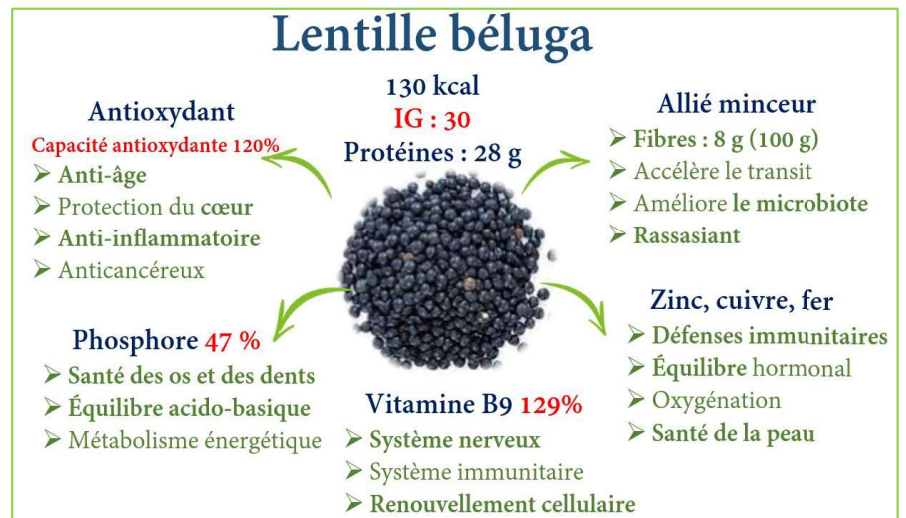 Lentille béluga
130 kcal
IG : 30
Protéines : 28 g
Antioxydant
Capacité antioxydante 120%
➢ Anti-âge
➢ Protection du cœur
➢ Anti-inflammatoire
➢ Anticancéreux
Allié minceur
➢ Fibres : 8 g (100 g)
➢ Accélère le transit
➢ Améliore le microbiote
➢ Rassasiant
Phosphore 47 %
➢ Santé des os et des dents
➢ Équilibre acido-basique
➢ Métabolisme énergétique
Vitamine B9 129%
➢ Système nerveux
➢ Système immunitaire
➢ Renouvellement cellulaire
Zinc, cuivre, fer
➢ Défenses immunitaires
➢ Équilibre hormonal
➢ Oxygénation
➢ Santé de la peau